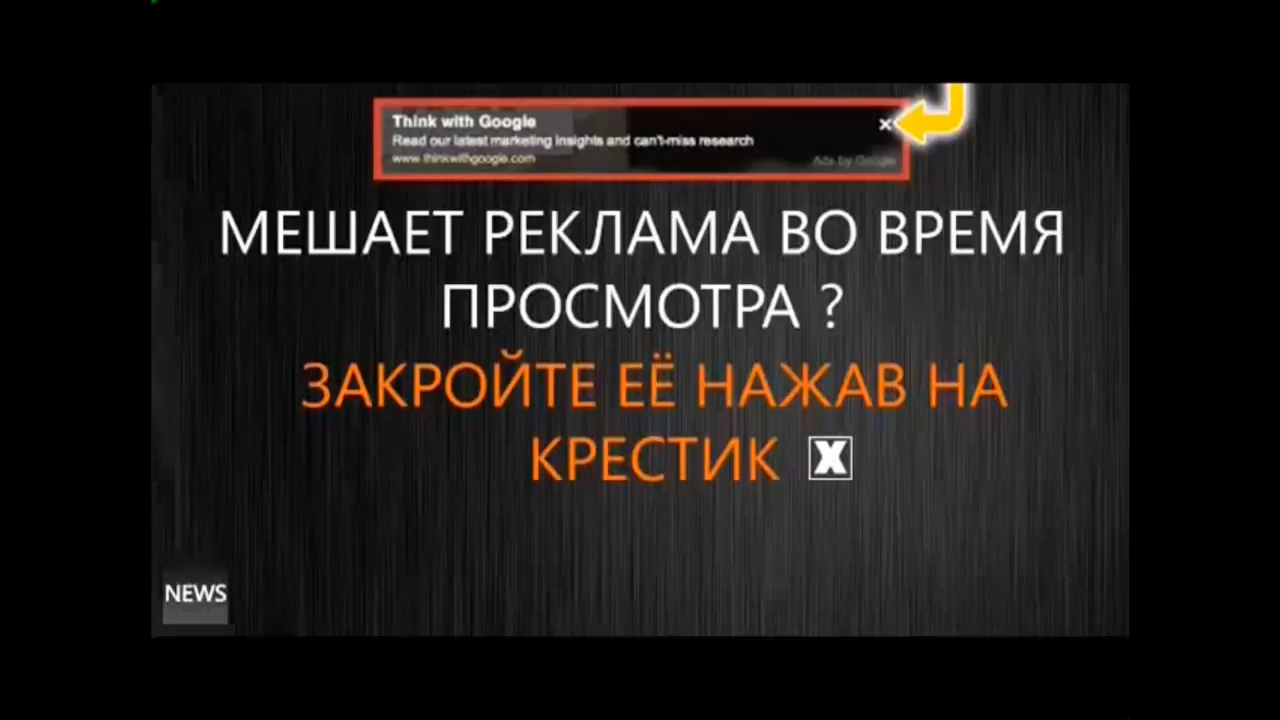 Think with Google
Read our latest marketing insights and can't-miss research
www.thinkwithgoogle.com
Ads by Google
МЕШАЕТ РЕКЛАМА ВО ВРЕМЯ
ПРОСМОТРА ?
ЗАКРОЙТЕ ЕЁ НАЖАВ НА
КРЕСТИК X
NEWS